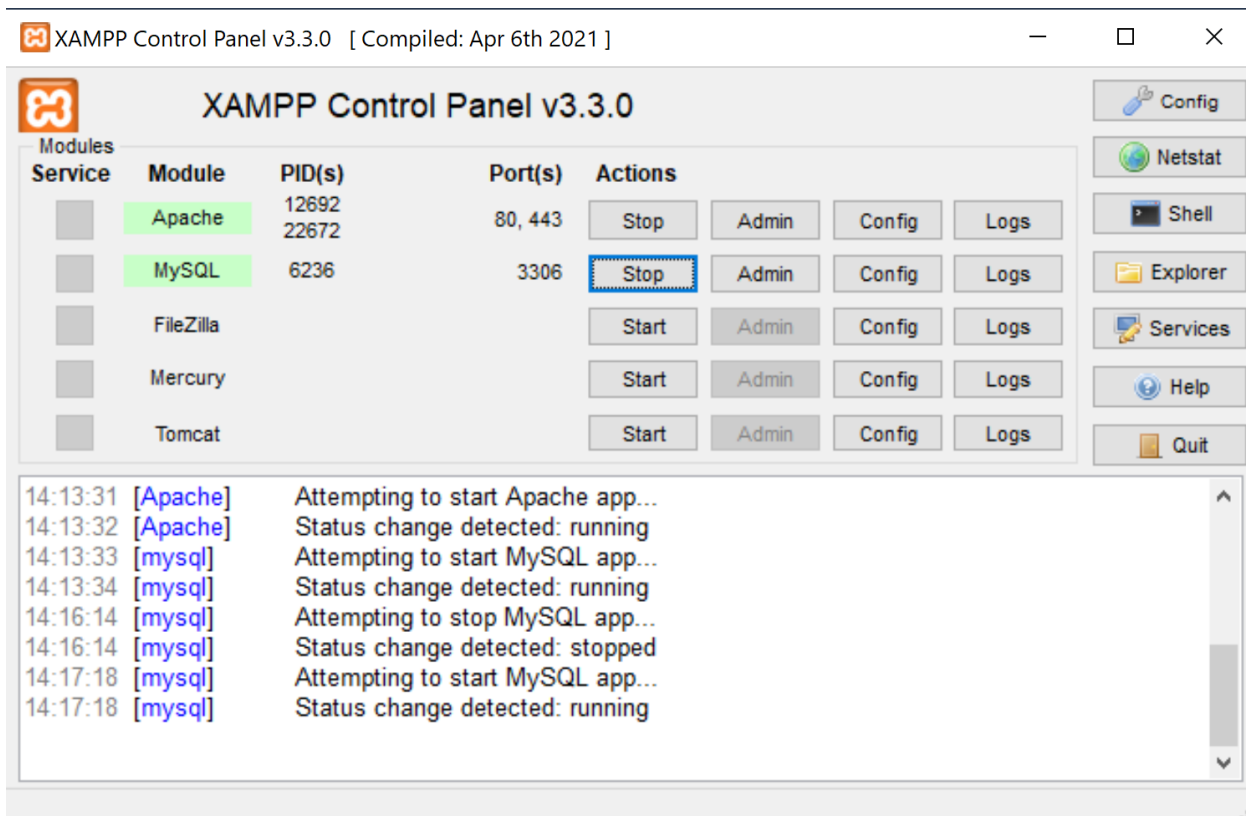 XAMPP Control Panel v3.3.0 [ Compiled: Apr 6th 2021 ]
XAMPP Control Panel v3.3.0
Config
Modules
Netstat
Service Module PID(s) Port(s) Actions
Apache 12692 22672 80, 443 Stop Admin Config Logs
Shell
MySQL 6236 3306 Stop Admin Config Logs
Explorer
FileZilla Start Admin Config Logs
Services
Mercury Start Admin Config Logs
Help
Tomcat Start Admin Config Logs
Quit
14:13:31 [Apache] Attempting to start Apache app...
14:13:32 [Apache] Status change detected: running
14:13:33 [mysql] Attempting to start MySQL app...
14:13:34 [mysql] Status change detected: running
14:16:14 [mysql] Attempting to stop MySQL app...
14:16:14 [mysql] Status change detected: stopped
14:17:18 [mysql] Attempting to start MySQL app...
14:17:18 [mysql] Status change detected: running